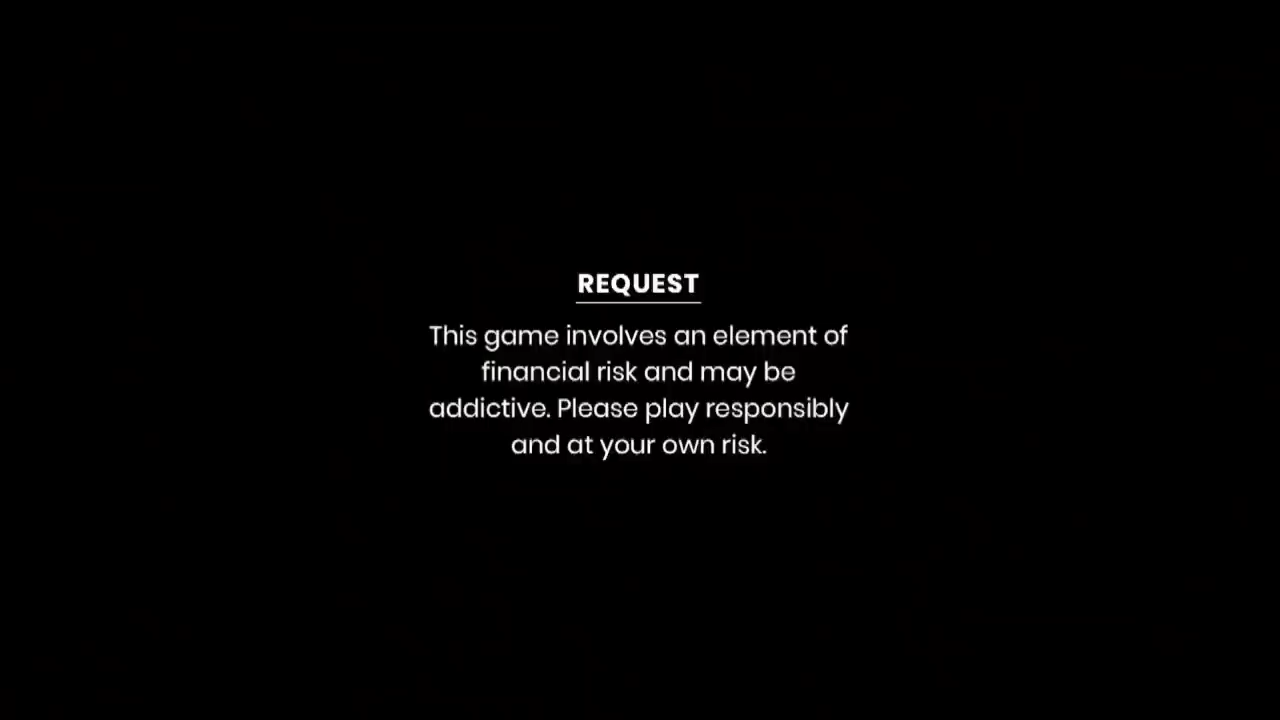 REQUEST
This game involves an element of
financial risk and may be
addictive. Please play responsibly
and at your own risk.